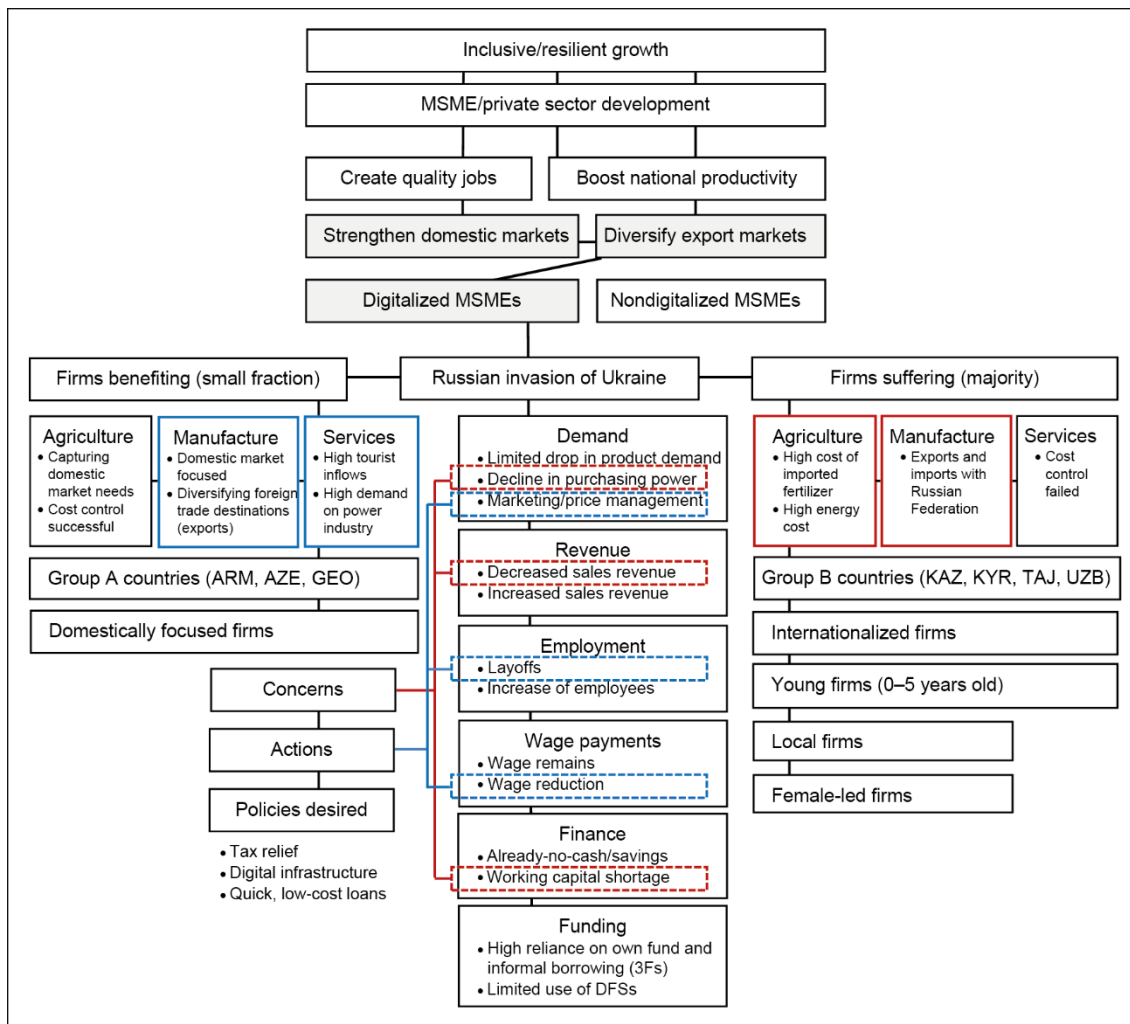 Inclusive/resilient growth
MSME/private sector development
Create quality jobs
Boost national productivity
Strengthen domestic markets
Diversify export markets
Digitalized MSMEs
Nondigitalized MSMEs
Firms benefiting (small fraction)
Russian invasion of Ukraine
Firms suffering (majority)
Agriculture
• Capturing
domestic
market needs
• Cost control
successful
Manufacture
• Domestic market
focused
• Diversifying foreign
trade destinations
(exports)
Services
• High tourist
inflows
• High demand
on power
industry
Group A countries (ARM, AZE, GEO)
Domestically focused firms
Concerns
Actions
Policies desired
• Tax relief
• Digital infrastructure
• Quick, low-cost loans
Demand
• Limited drop in product demand
• Decline in purchasing power
• Marketing/price management
Revenue
• Decreased sales revenue
• Increased sales revenue
Employment
• Layoffs
• Increase of employees
Wage payments
• Wage remains
• Wage reduction
Finance
• Already-no-cash/savings
• Working capital shortage
Funding
• High reliance on own fund and
informal borrowing (3Fs)
• Limited use of DFSs
Agriculture
• High cost of
imported
fertilizer
• High energy
cost
Manufacture
• Exports and
imports with
Russian
Federation
Services
• Cost
control
failed
Group B countries (KAZ, KYR, TAJ, UZB)
Internationalized firms
Young firms (0–5 years old)
Local firms
Female-led firms